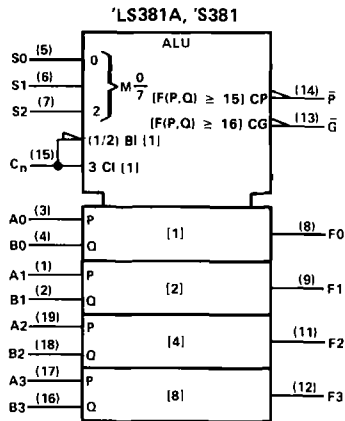 'LS381A, 'S381
ALU
S0 (5) 0
S1 (6) M 0/7
S2 (7) 2
[F(P,Q) ≥ 15] CP (14) P̅
[F(P,Q) ≥ 16] CG (13) G̅
(1/2) BI [1]
Cn (15) 3 CI [1]
A0 (3) P
B0 (4) Q
[1] (8) F0
A1 (1) P
B1 (2) Q
[2] (9) F1
A2 (19) P
B2 (18) Q
[4] (11) F2
A3 (17) P
B3 (16) Q
[8] (12) F3